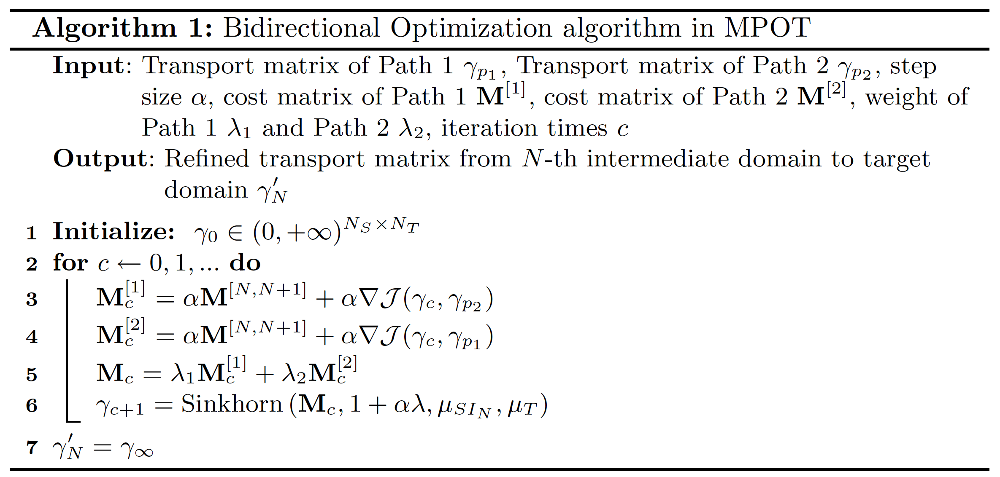 Algorithm 1: Bidirectional Optimization algorithm in MPOT
Input: Transport matrix of Path 1 $\gamma_{p_1}$, Transport matrix of Path 2 $\gamma_{p_2}$, step
size $\alpha$, cost matrix of Path 1 $\mathbf{M}^{[1]}$, cost matrix of Path 2 $\mathbf{M}^{[2]}$, weight of
Path 1 $\lambda_1$ and Path 2 $\lambda_2$, iteration times $c$
Output: Refined transport matrix from $N$-th intermediate domain to target
domain $\gamma'_N$
1 Initialize: $\gamma_0 \in (0, +\infty)^{N_S \times N_T}$
2 for $c \leftarrow 0, 1, ...$ do
3 $\mathbf{M}_c^{[1]} = \alpha \mathbf{M}^{[N,N+1]} + \alpha \nabla \mathcal{J}(\gamma_c, \gamma_{p_2})$
4 $\mathbf{M}_c^{[2]} = \alpha \mathbf{M}^{[N,N+1]} + \alpha \nabla \mathcal{J}(\gamma_c, \gamma_{p_1})$
5 $\mathbf{M}_c = \lambda_1 \mathbf{M}_c^{[1]} + \lambda_2 \mathbf{M}_c^{[2]}$
6 $\gamma_{c+1} = \text{Sinkhorn}(\mathbf{M}_c, 1 + \alpha\lambda, \mu_{SI_N}, \mu_T)$
7 $\gamma'_N = \gamma_\infty$